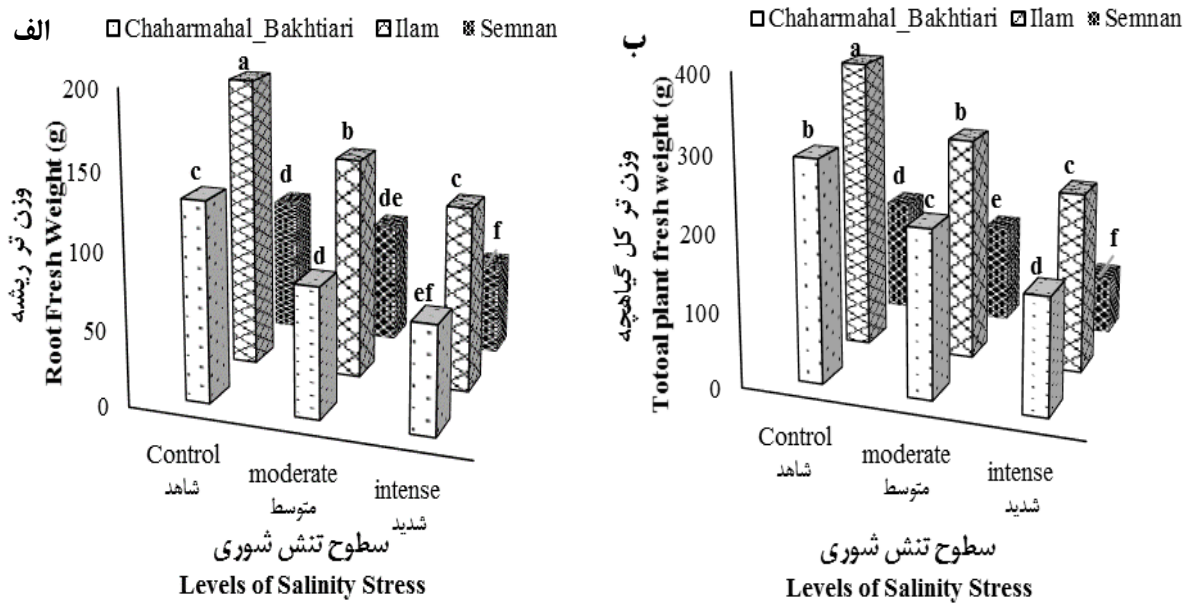 الف
Chaharmahal_Bakhtiari Ilam Semnan
وزن تر ریشه
Root Fresh Weight (g)
200
150
100
50
0
c a d
d b de
ef c f
Control
شاهد
moderate
متوسط
intense
شدید
سطوح تنش شوری
Levels of Salinity Stress
ب
Chaharmahal_Bakhtiari Ilam Semnan
وزن تر کل گیاهچه
Totoal plant fresh weight (g)
400
300
200
100
0
b a d
c b e
d c f
Control
شاهد
moderate
متوسط
intense
شدید
سطوح تنش شوری
Levels of Salinity Stress